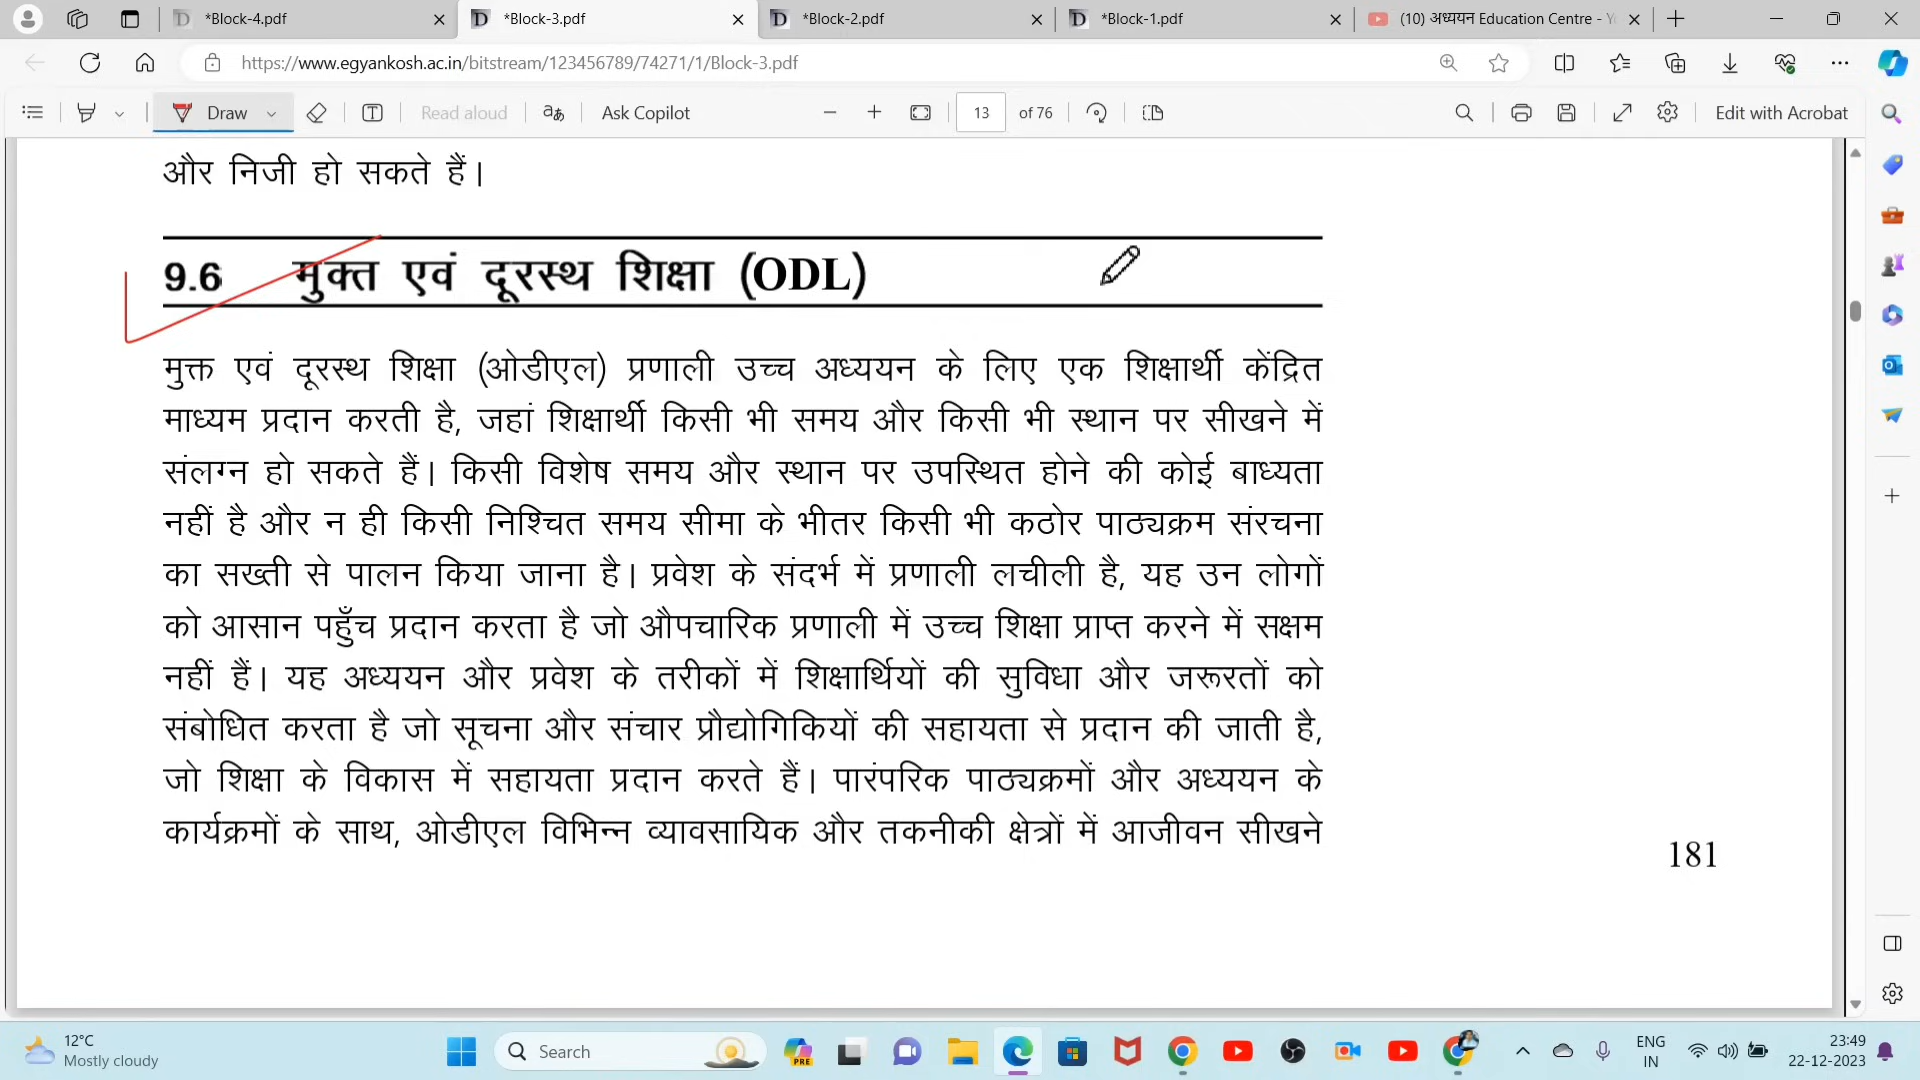 *Block-4.pdf
*Block-3.pdf
*Block-2.pdf
*Block-1.pdf
(10) अध्ययन Education Centre - Y
https://www.egyankosh.ac.in/bitstream/123456789/74271/1/Block-3.pdf
Draw
Read aloud
Ask Copilot
13 of 76
Edit with Acrobat
और निजी हो सकते हैं।
9.6 मुक्त एवं दूरस्थ शिक्षा (ODL)
मुक्त एवं दूरस्थ शिक्षा (ओडीएल) प्रणाली उच्च अध्ययन के लिए एक शिक्षार्थी केंद्रित
माध्यम प्रदान करती है, जहां शिक्षार्थी किसी भी समय और किसी भी स्थान पर सीखने में
संलग्न हो सकते हैं। किसी विशेष समय और स्थान पर उपस्थित होने की कोई बाध्यता
नहीं है और न ही किसी निश्चित समय सीमा के भीतर किसी भी कठोर पाठ्यक्रम संरचना
का सख्ती से पालन किया जाना है। प्रवेश के संदर्भ में प्रणाली लचीली है, यह उन लोगों
को आसान पहुँच प्रदान करता है जो औपचारिक प्रणाली में उच्च शिक्षा प्राप्त करने में सक्षम
नहीं हैं। यह अध्ययन और प्रवेश के तरीकों में शिक्षार्थियों की सुविधा और जरूरतों को
संबोधित करता है जो सूचना और संचार प्रौद्योगिकियों की सहायता से प्रदान की जाती है,
जो शिक्षा के विकास में सहायता प्रदान करते हैं। पारंपरिक पाठ्यक्रमों और अध्ययन के
कार्यक्रमों के साथ, ओडीएल विभिन्न व्यावसायिक और तकनीकी क्षेत्रों में आजीवन सीखने
181
12°C
Mostly cloudy
Search
PRE
ENG
IN
23:49
22-12-2023